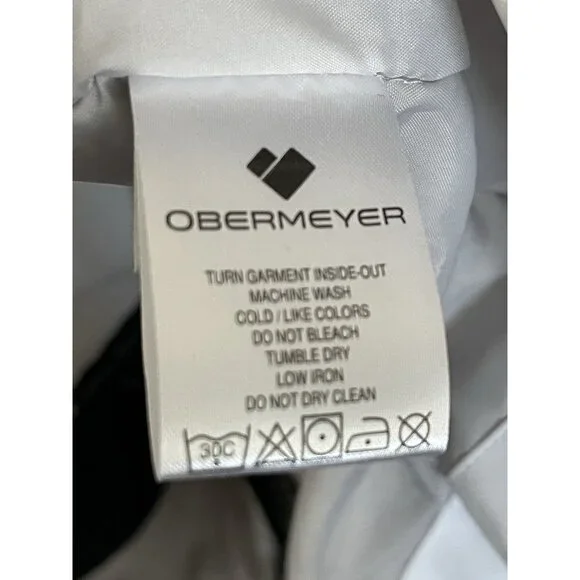 OBERMEYER
TURN GARMENT INSIDE-OUT
MACHINE WASH
COLD / LIKE COLORS
DO NOT BLEACH
TUMBLE DRY
LOW IRON
DO NOT DRY CLEAN
30C